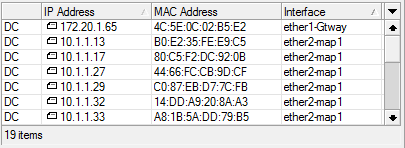 IP Address MAC Address Interface
DC 172.20.1.65 4C:5E:0C:02:B5:E2 ether1-Gtway
DC 10.1.1.13 B0:E2:35:FE:E9:C5 ether2-map1
DC 10.1.1.17 80:C5:F2:DC:92:0B ether2-map1
DC 10.1.1.27 44:66:FC:CB:9D:CF ether2-map1
DC 10.1.1.29 C0:87:EB:D7:7C:FB ether2-map1
DC 10.1.1.32 14:DD:A9:20:8A:A3 ether2-map1
DC 10.1.1.33 A8:1B:5A:DD:79:B5 ether2-map1
19 items